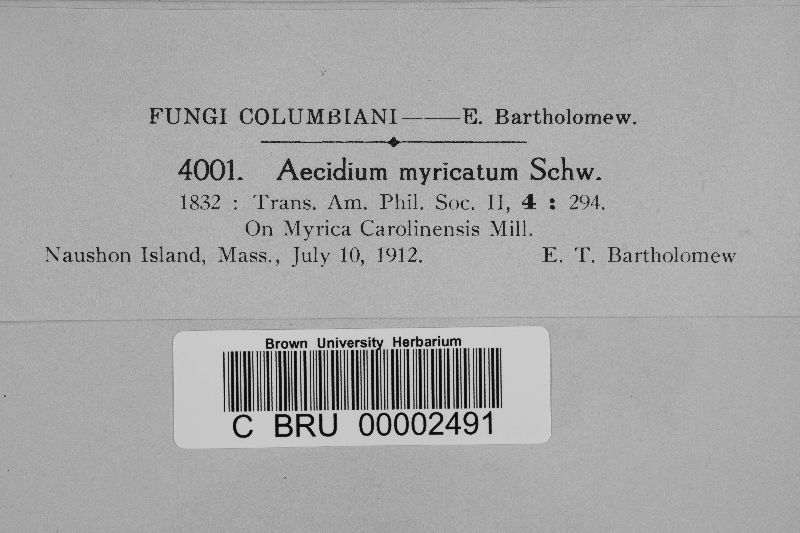 FUNGI COLUMBIANI——E. Bartholomew.
4001. Aecidium myricatum Schw.
1832 : Trans. Am. Phil. Soc. II, 4 : 294.
On Myrica Carolinensis Mill.
Naushon Island, Mass., July 10, 1912. E. T. Bartholomew
Brown University Herbarium
C BRU 00002491